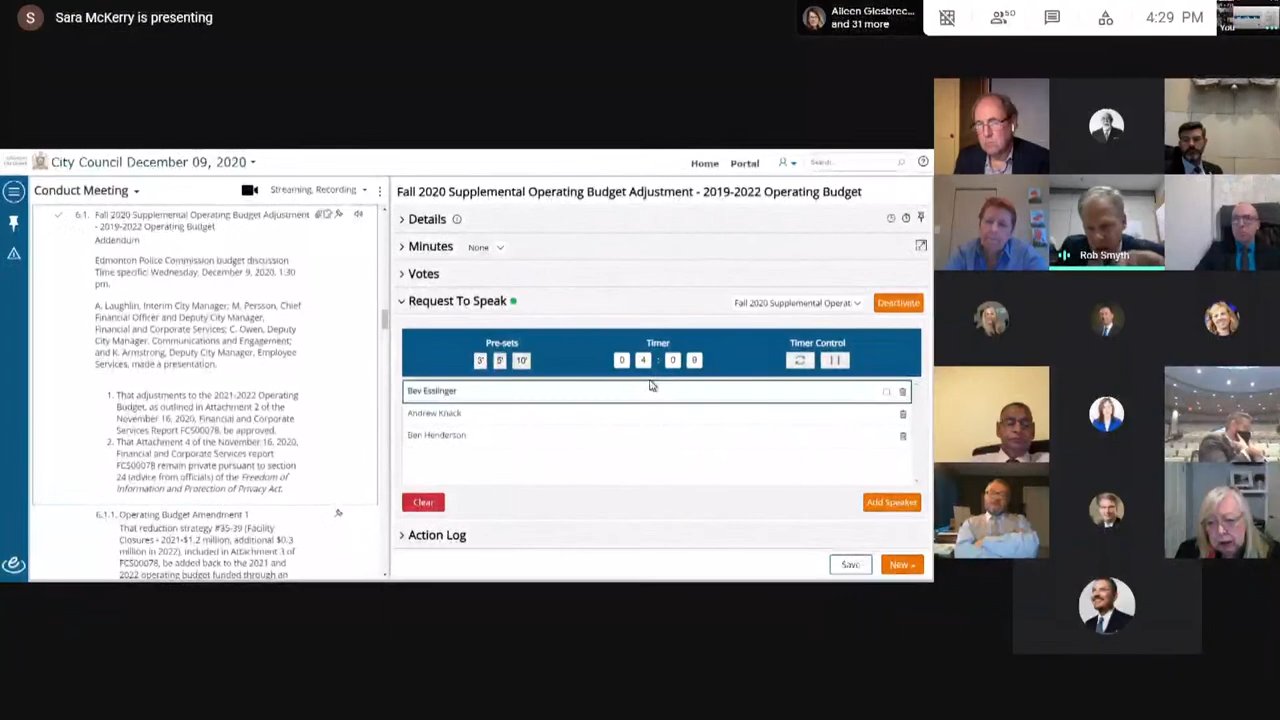 S
Sara McKerry is presenting
Aileen Giesbrec...
and 31 more
50
4:29 PM
You
City Council December 09, 2020
Home
Portal
Search...
Conduct Meeting
Streaming, Recording
6.1. Fall 2020 Supplemental Operating Budget Adjustment
- 2019-2022 Operating Budget
Addendum
Edmonton Police Commission budget discussion
Time specific: Wednesday, December 9, 2020, 1:30
pm.
A. Laughlin, Interim City Manager; M. Persson, Chief
Financial Officer and Deputy City Manager,
Financial and Corporate Services; C. Owen, Deputy
City Manager, Communications and Engagement;
and K. Armstrong, Deputy City Manager, Employee
Services, made a presentation.
1. That adjustments to the 2021-2022 Operating
Budget, as outlined in Attachment 2 of the
November 16, 2020, Financial and Corporate
Services Report FCS00078, be approved.
2. That Attachment 4 of the November 16, 2020,
Financial and Corporate Services report
FCS00078 remain private pursuant to section
24 (advice from officials) of the Freedom of
Information and Protection of Privacy Act.
6.1.1. Operating Budget Amendment 1
That reduction strategy #35-39 (Facility
Closures - 2021-$1.2 million, additional $0.3
million in 2022), included in Attachment 3 of
FCS00078, be added back to the 2021 and
2022 operating budget funded through an
Fall 2020 Supplemental Operating Budget Adjustment - 2019-2022 Operating Budget
Details
Minutes
None
Votes
Request To Speak
Fall 2020 Supplemental Operat
Deactivate
Pre-sets
Timer
Timer Control
3' 5' 10'
0 4 : 0 9
Bev Esslinger
Andrew Knack
Ben Henderson
Clear
Add Speaker
Action Log
Save
New
Rob Smyth